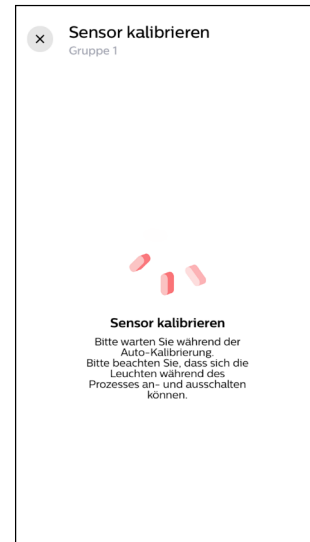 Sensor kalibrieren
Gruppe 1
Sensor kalibrieren
Bitte warten Sie während der
Auto-Kalibrierung.
Bitte beachten Sie, dass sich die
Leuchten während des
Prozesses an- und ausschalten
können.